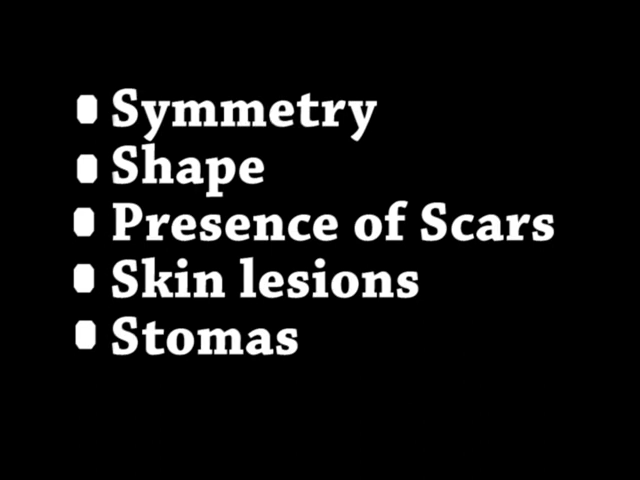 Symmetry
Shape
Presence of Scars
Skin lesions
Stomas